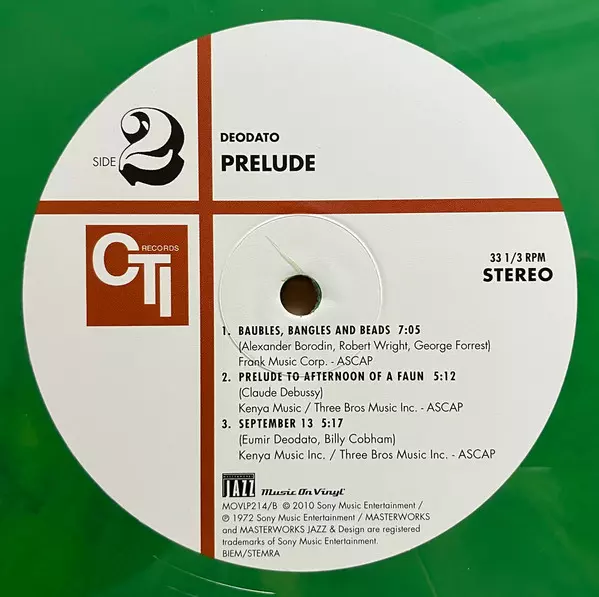 SIDE 2
DEODATO
PRELUDE
CTI RECORDS
33 1/3 RPM
STEREO
1. BAUBLES, BANGLES AND BEADS 7:05
(Alexander Borodin, Robert Wright, George Forrest)
Frank Music Corp. - ASCAP
2. PRELUDE TO AFTERNOON OF A FAUN 5:12
(Claude Debussy)
Kenya Music / Three Bros Music Inc. - ASCAP
3. SEPTEMBER 13 5:17
(Eumir Deodato, Billy Cobham)
Kenya Music Inc. / Three Bros Music Inc. - ASCAP
JAZZ Music On Vinyl
MOVLP214/B © 2010 Sony Music Entertainment /
℗ 1972 Sony Music Entertainment / MASTERWORKS
and MASTERWORKS JAZZ & Design are registered
trademarks of Sony Music Entertainment.
BIEM/STEMRA